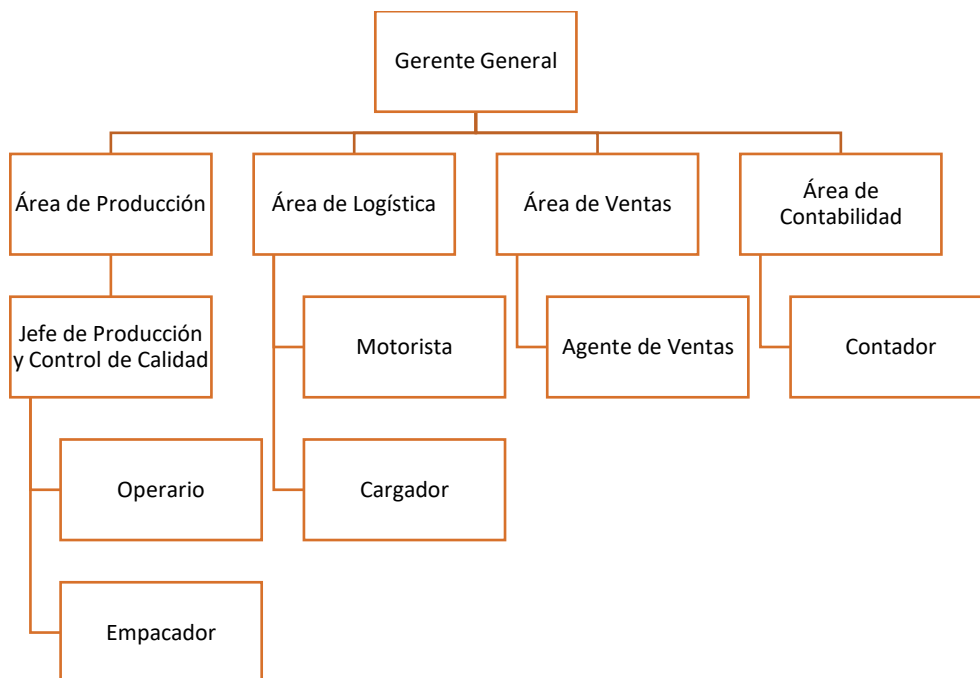 Gerente General
Área de Producción
Área de Logística
Área de Ventas
Área de
Contabilidad
Jefe de Producción
y Control de Calidad
Motorista
Agente de Ventas
Contador
Operario
Cargador
Empacador